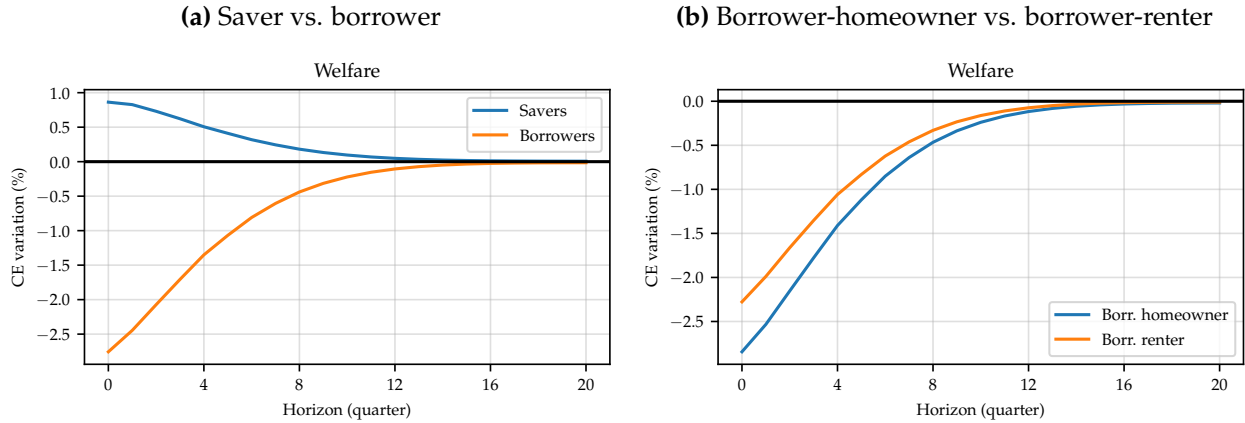 (a) Saver vs. borrower
Welfare
1.0
0.5
0.0
−0.5
−1.0
−1.5
−2.0
−2.5
CE variation (%)
Savers
Borrowers
0 4 8 12 16 20
Horizon (quarter)
(b) Borrower-homeowner vs. borrower-renter
Welfare
0.0
−0.5
−1.0
−1.5
−2.0
−2.5
CE variation (%)
Borr. homeowner
Borr. renter
0 4 8 12 16 20
Horizon (quarter)